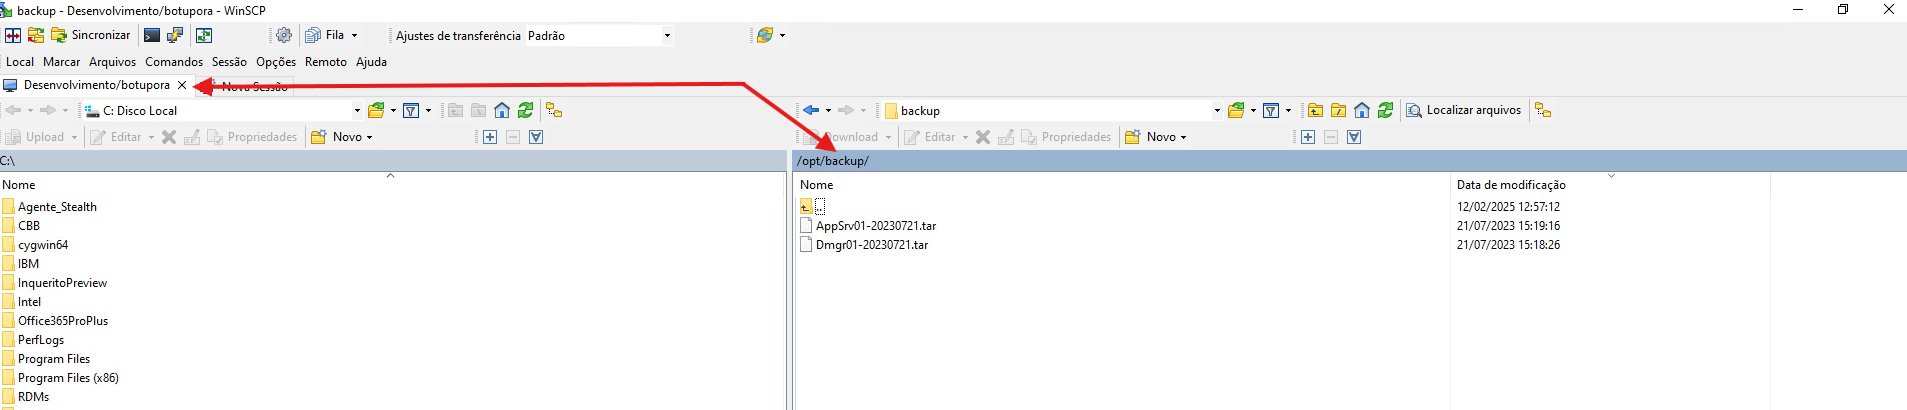 backup - Desenvolvimento/botupora - WinSCP
Sincronizar Fila Ajustes de transferência Padrão
Local Marcar Arquivos Comandos Sessão Opções Remoto Ajuda
Desenvolvimento/botupora Nova Sessão
C: Disco Local backup Localizar arquivos
Upload Editar Propriedades Novo Download Editar Propriedades Novo
C:\ /opt/backup/
Nome Nome Data de modificação
Agente_Stealth .. 12/02/2025 12:57:12
CBB AppSrv01-20230721.tar 21/07/2023 15:19:16
cygwin64 Dmgr01-20230721.tar 21/07/2023 15:18:26
IBM
InqueritoPreview
Intel
Office365ProPlus
PerfLogs
Program Files
Program Files (x86)
RDMs